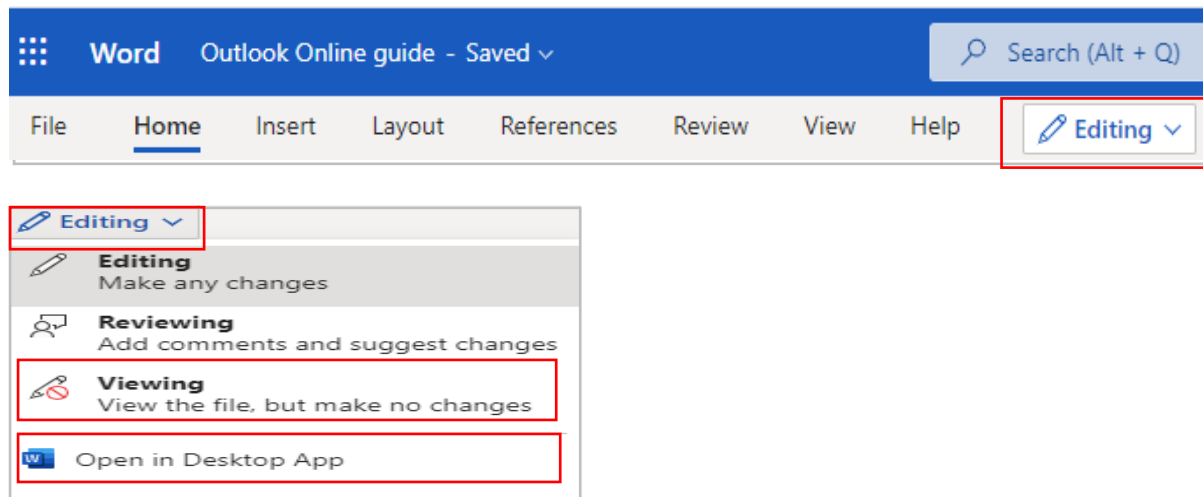 Word Outlook Online guide - Saved Search (Alt + Q)
File Home Insert Layout References Review View Help Editing
Editing
Editing
Make any changes
Reviewing
Add comments and suggest changes
Viewing
View the file, but make no changes
Open in Desktop App